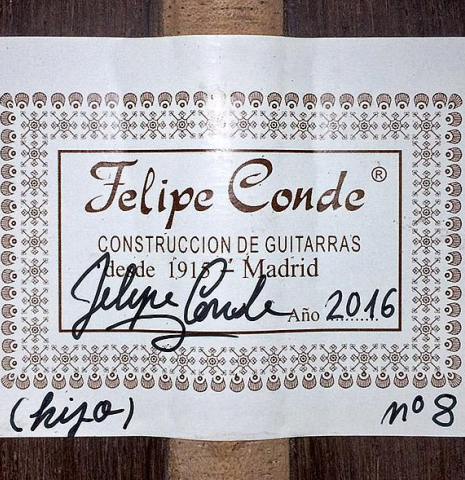 Felipe Conde ®
CONSTRUCCION DE GUITARRAS
desde 1915 - Madrid
Felipe Conde Año 2016
(hijo) nº 8